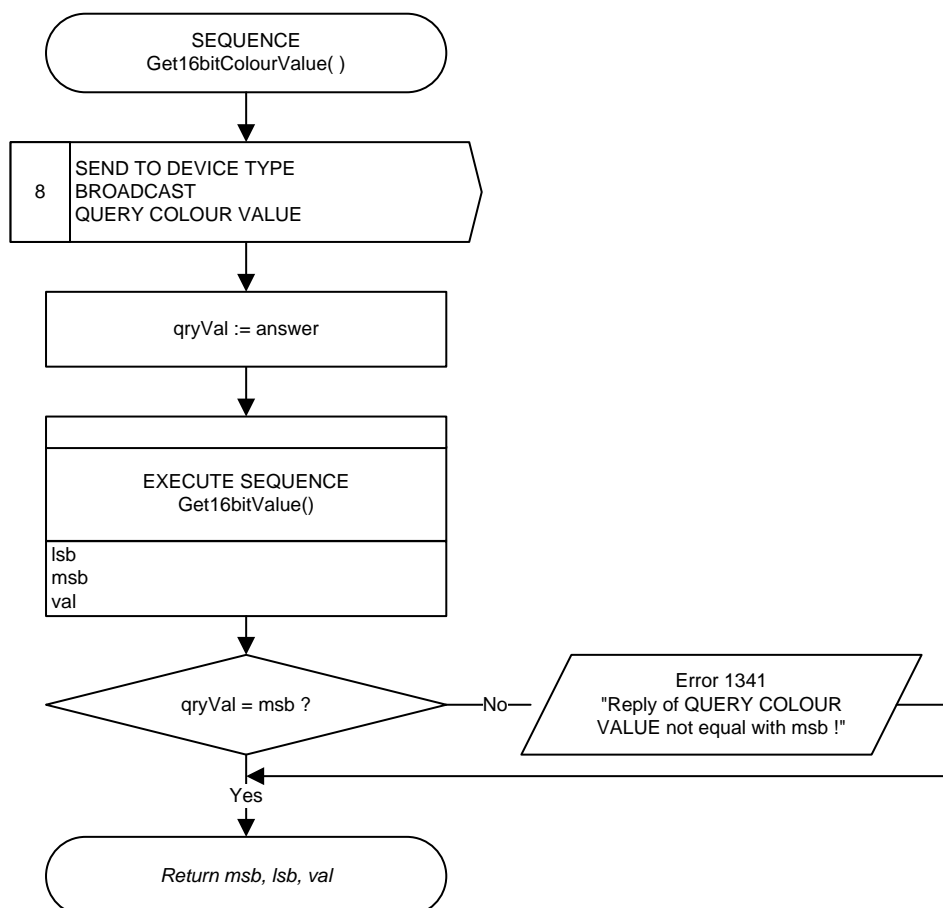 SEQUENCE
Get16bitColourValue( )
8
SEND TO DEVICE TYPE
BROADCAST
QUERY COLOUR VALUE
qryVal := answer
EXECUTE SEQUENCE
Get16bitValue()
lsb
msb
val
qryVal = msb ?
No
Error 1341
"Reply of QUERY COLOUR
VALUE not equal with msb !"
Yes
Return msb, lsb, val